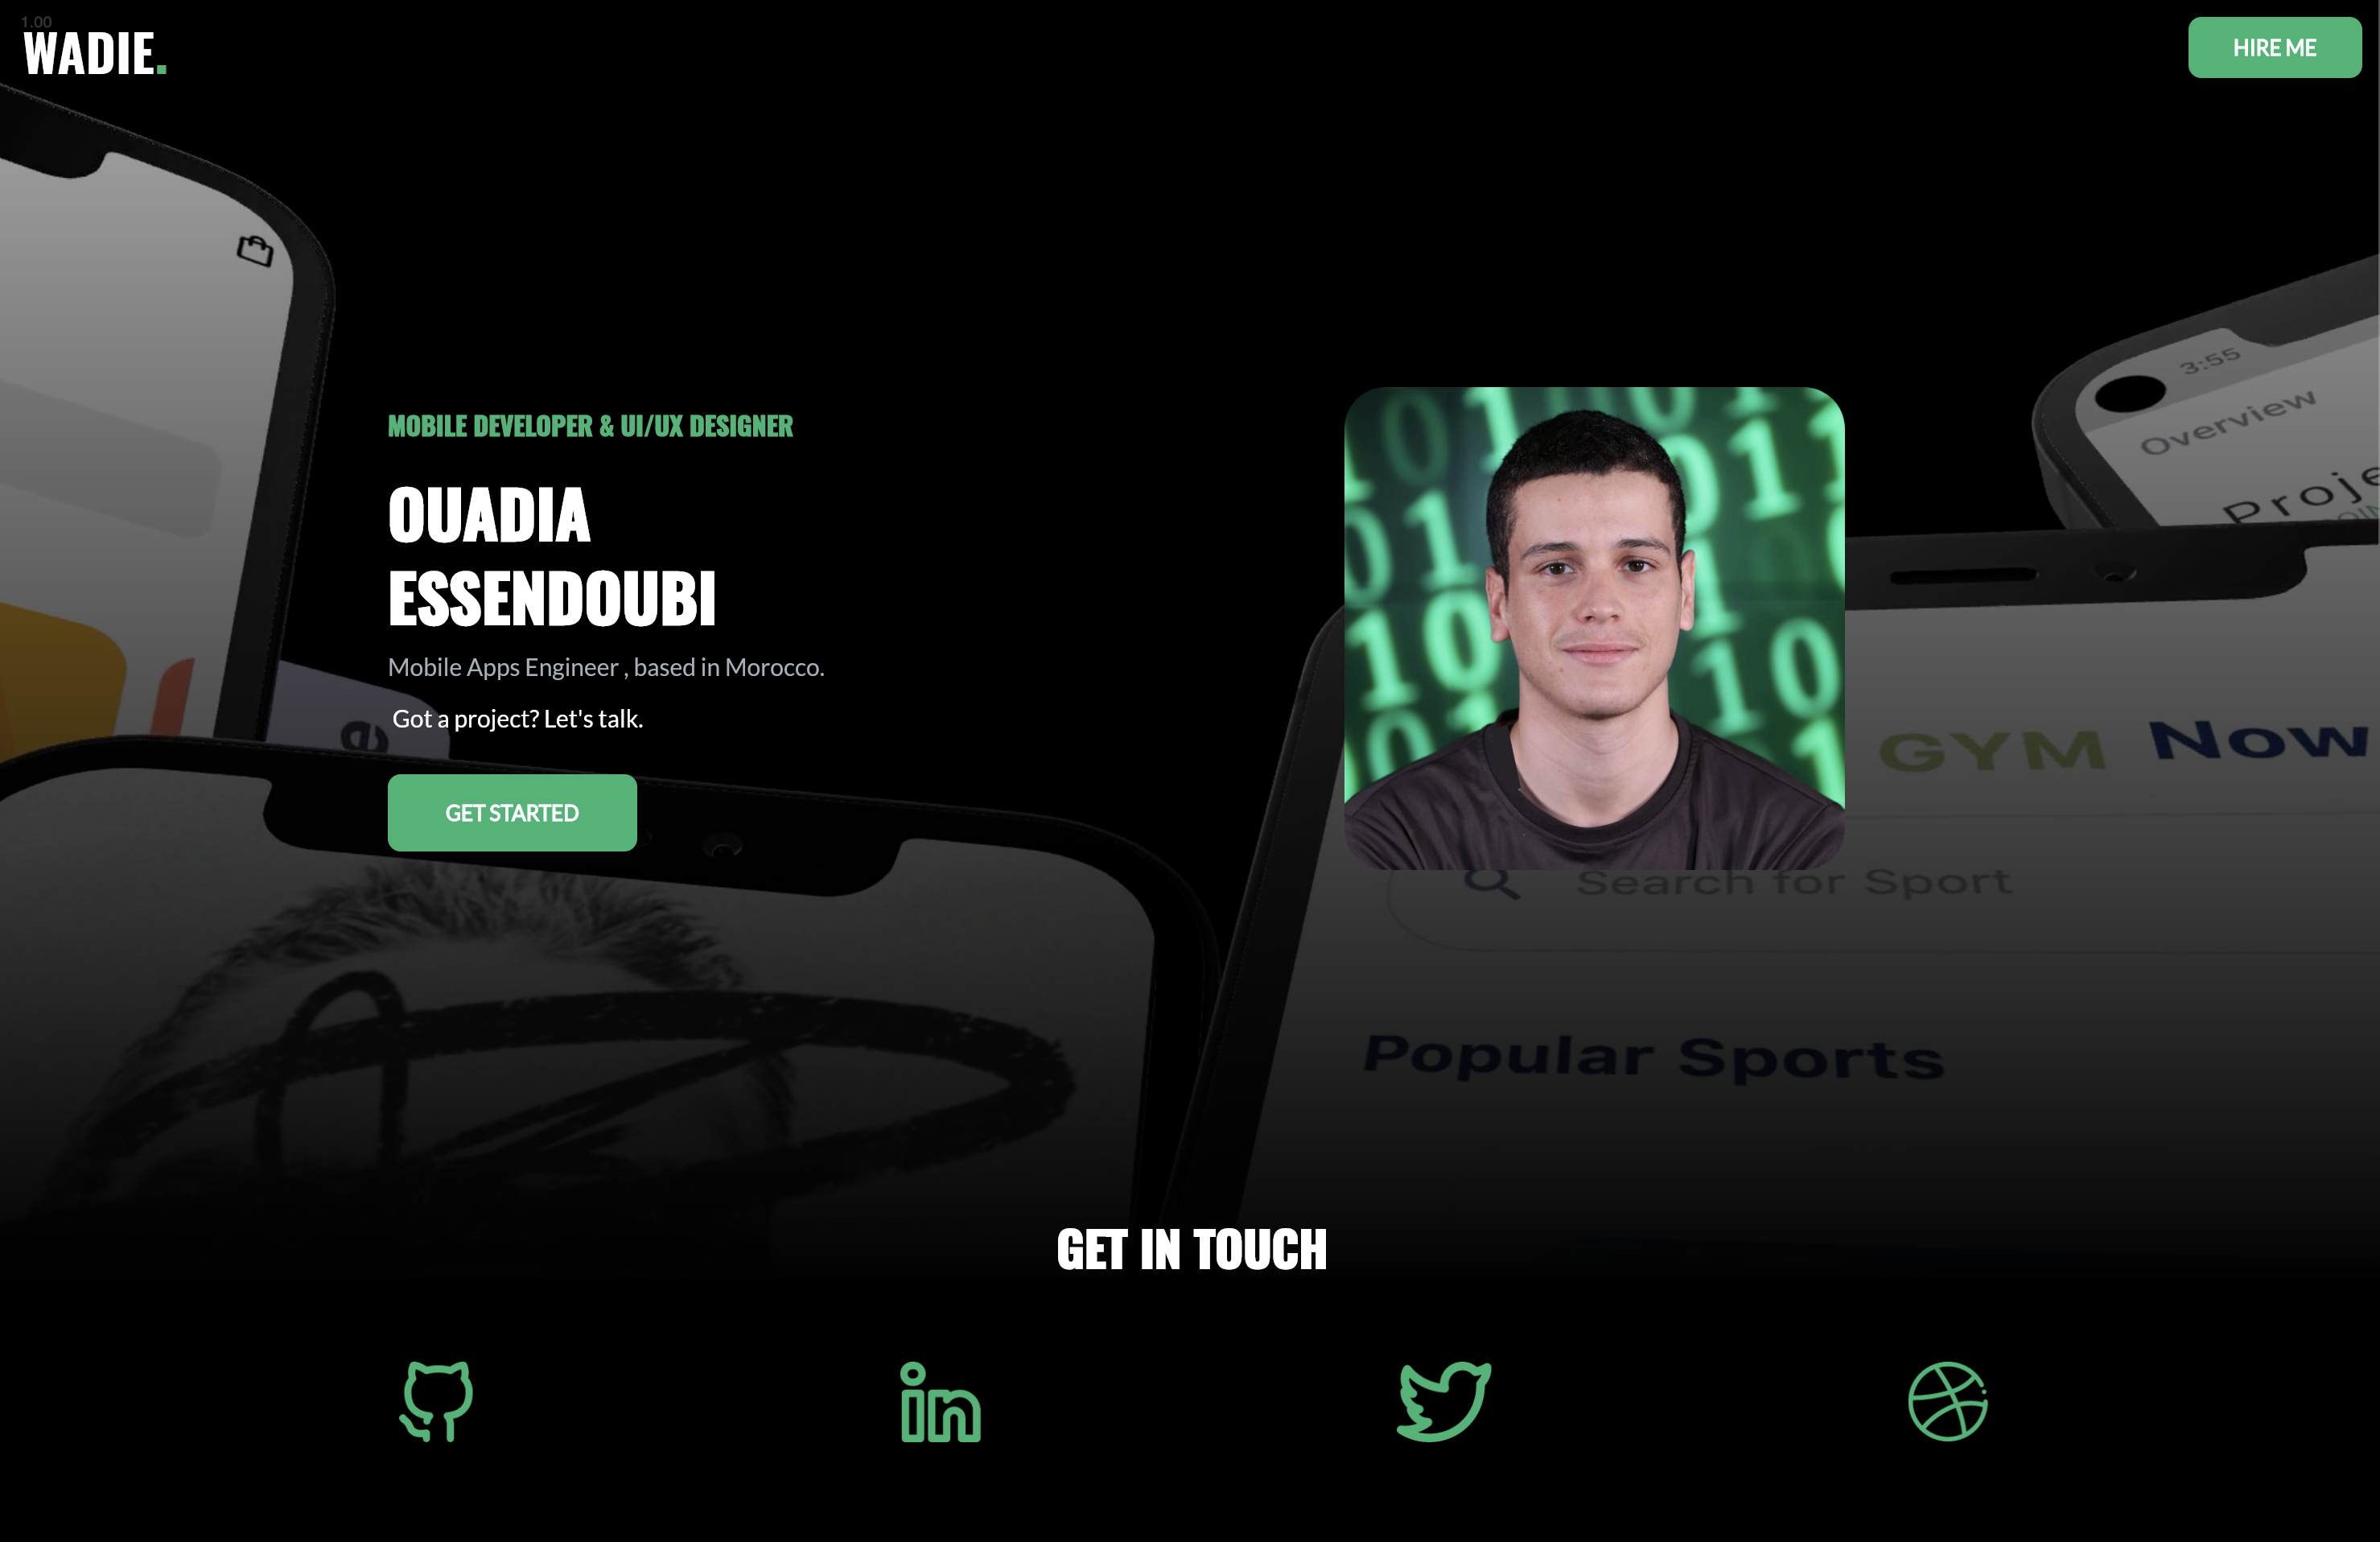 1.00
WADIE.
HIRE ME
3:55
Overview
MOBILE DEVELOPER & UI/UX DESIGNER
OUADIA
ESSENDOUBI
Mobile Apps Engineer , based in Morocco.
Got a project? Let's talk.
GET STARTED
GYM Now
Search for Sport
Popular Sports
GET IN TOUCH
in